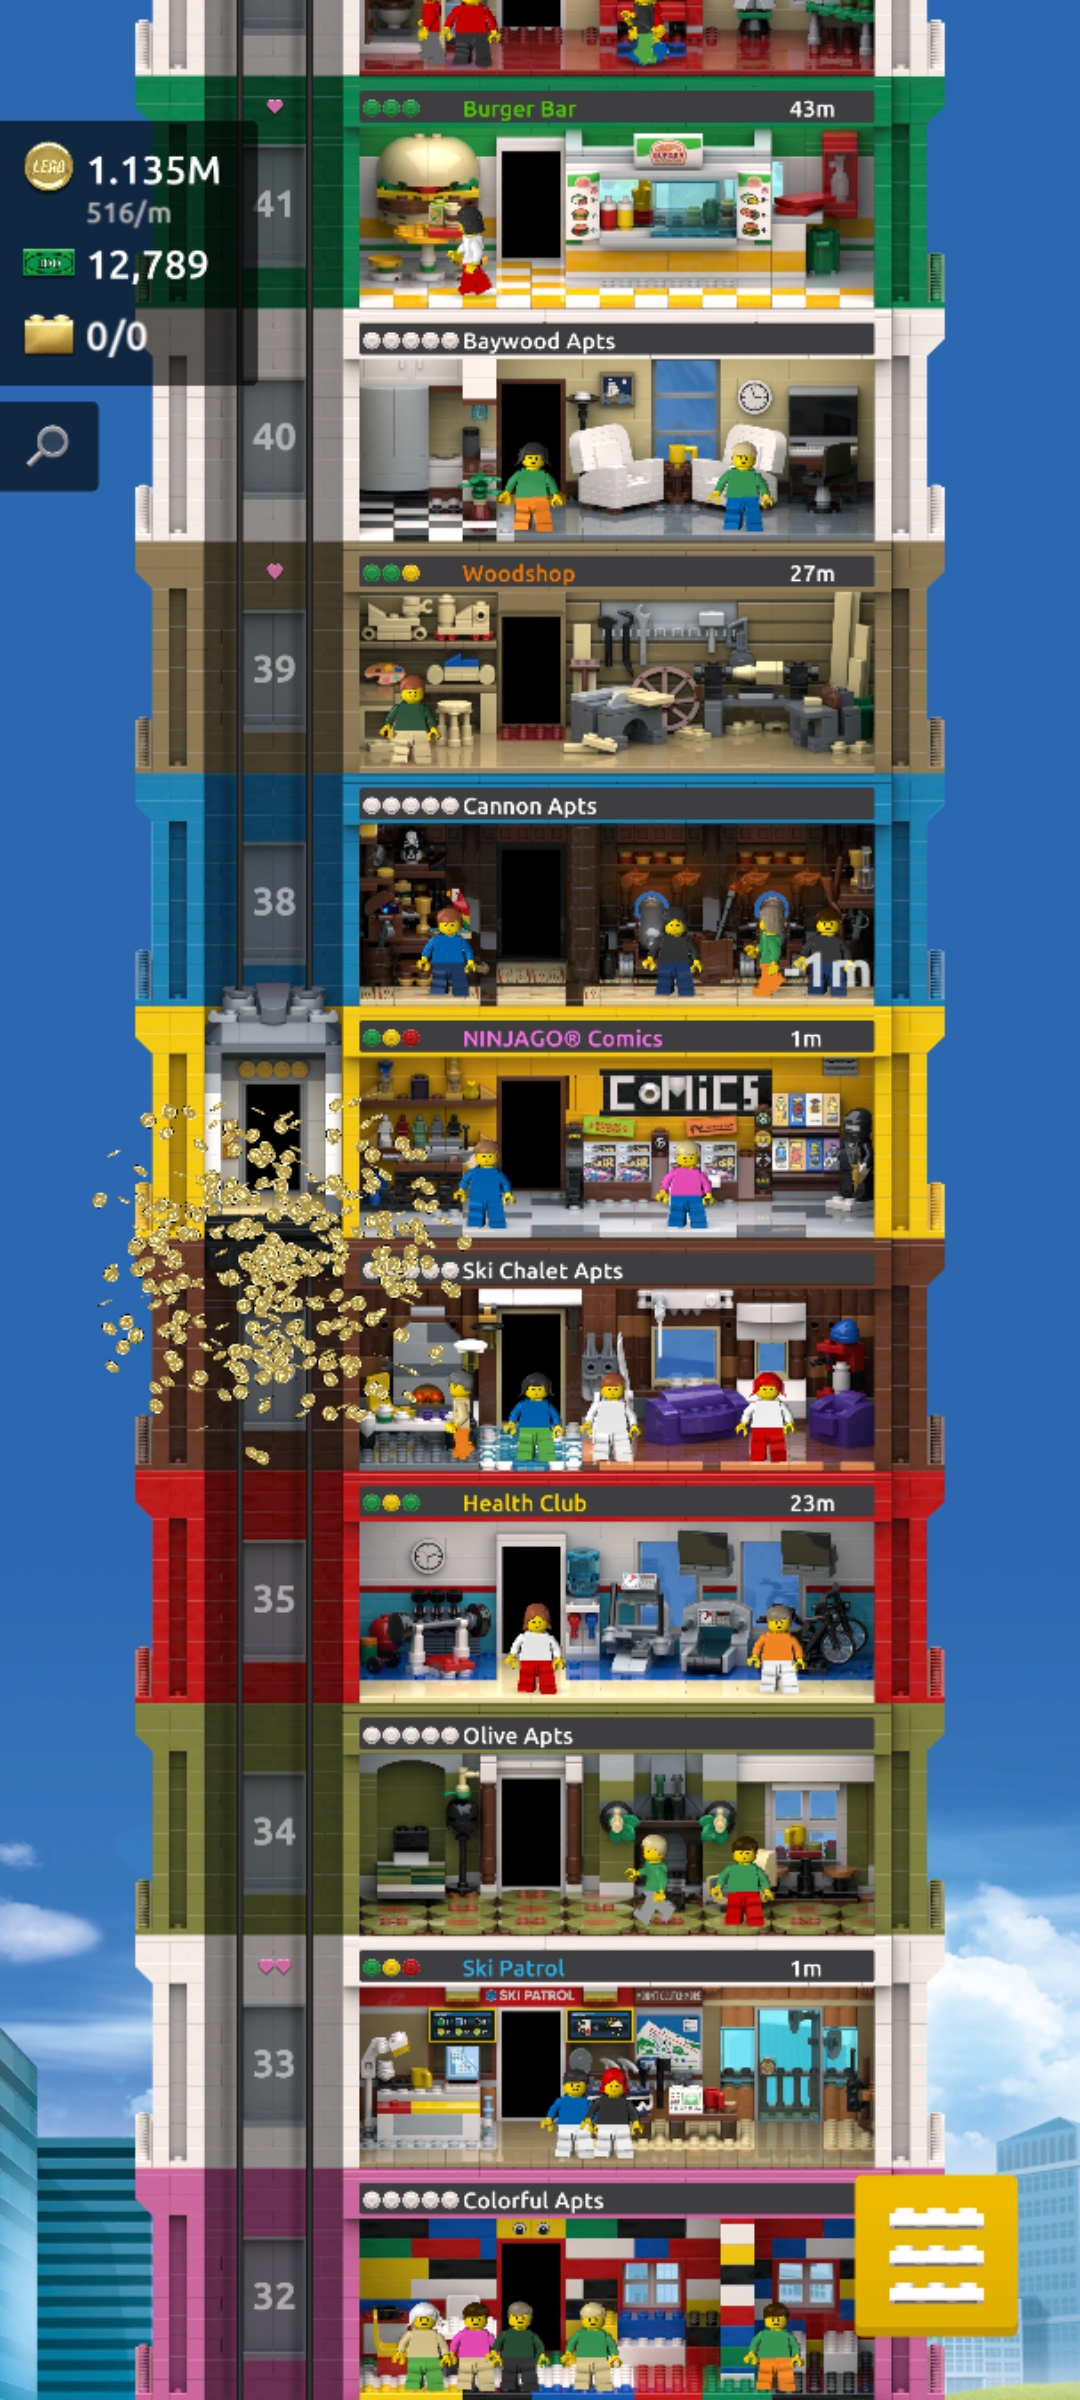 Burger Bar 43m
LEGO 1.135M
516/m
41
12,789
0/0
Baywood Apts
40
Woodshop 27m
39
Cannon Apts
38
-1m
NINJAGO® Comics 1m
COMiCS
Ski Chalet Apts
Health Club 23m
35
Olive Apts
34
Ski Patrol 1m
SKI PATROL
33
Colorful Apts
32